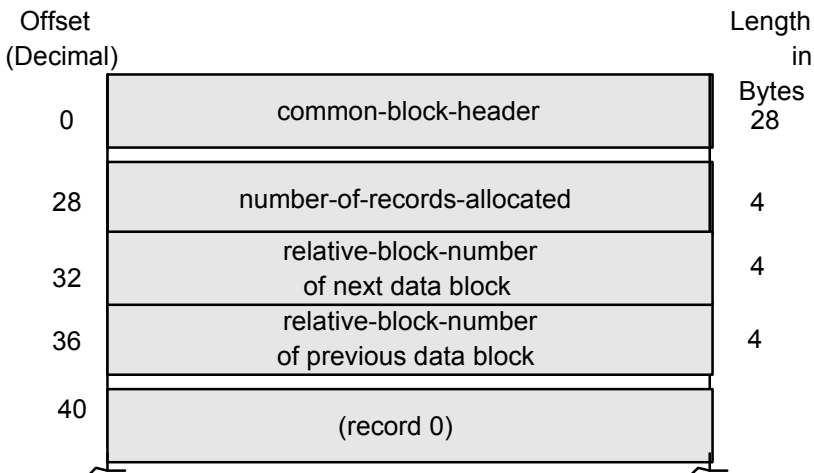 Offset
(Decimal)
Length
in
Bytes
0
common-block-header
28
28
number-of-records-allocated
4
32
relative-block-number
of next data block
4
36
relative-block-number
of previous data block
4
40
(record 0)